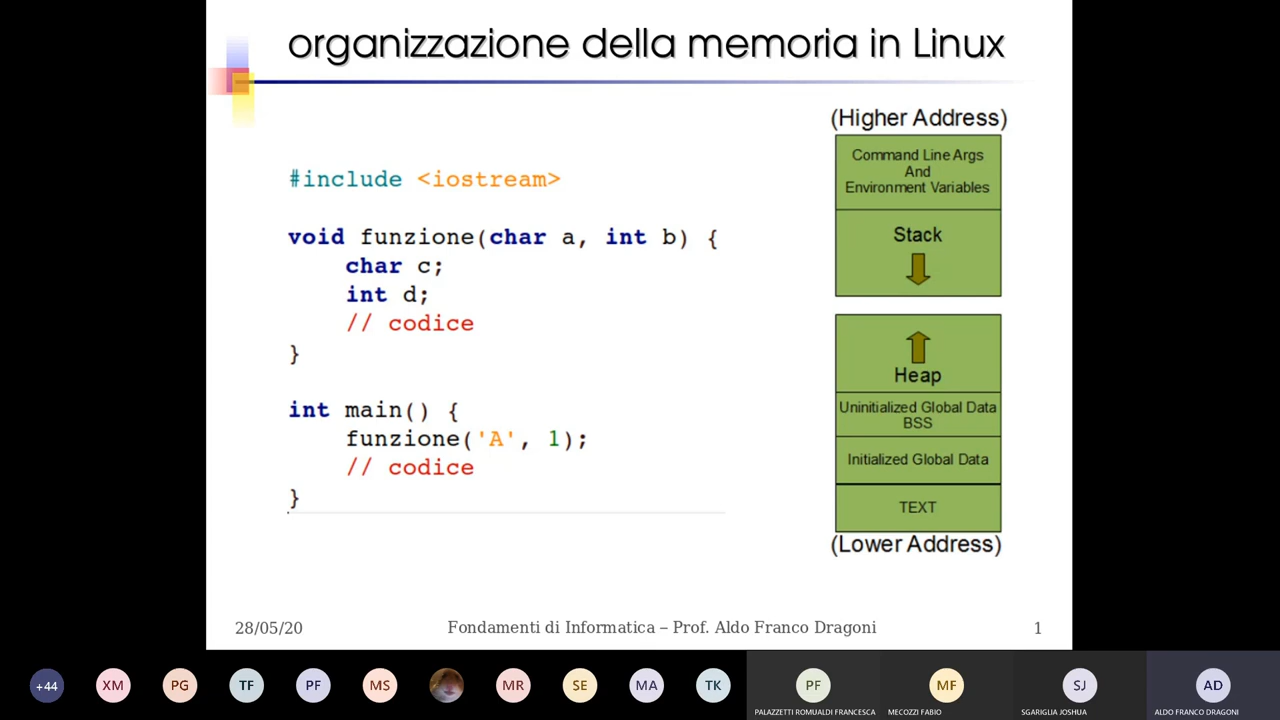 organizzazione della memoria in Linux
#include <iostream>
void funzione(char a, int b) {
char c;
int d;
// codice
}
int main() {
funzione('A', 1);
// codice
}
(Higher Address)
Command Line Args
And
Environment Variables
Stack
Heap
Uninitialized Global Data
BSS
Initialized Global Data
TEXT
(Lower Address)
28/05/20
Fondamenti di Informatica – Prof. Aldo Franco Dragoni
1
+44
XM
PG
TF
PF
MS
MR
SE
MA
TK
PF
PALAZZETTI ROMUALDI FRANCESCA
MF
MECOZZI FABIO
SJ
SGARIGLIA JOSHUA
AD
ALDO FRANCO DRAGONI